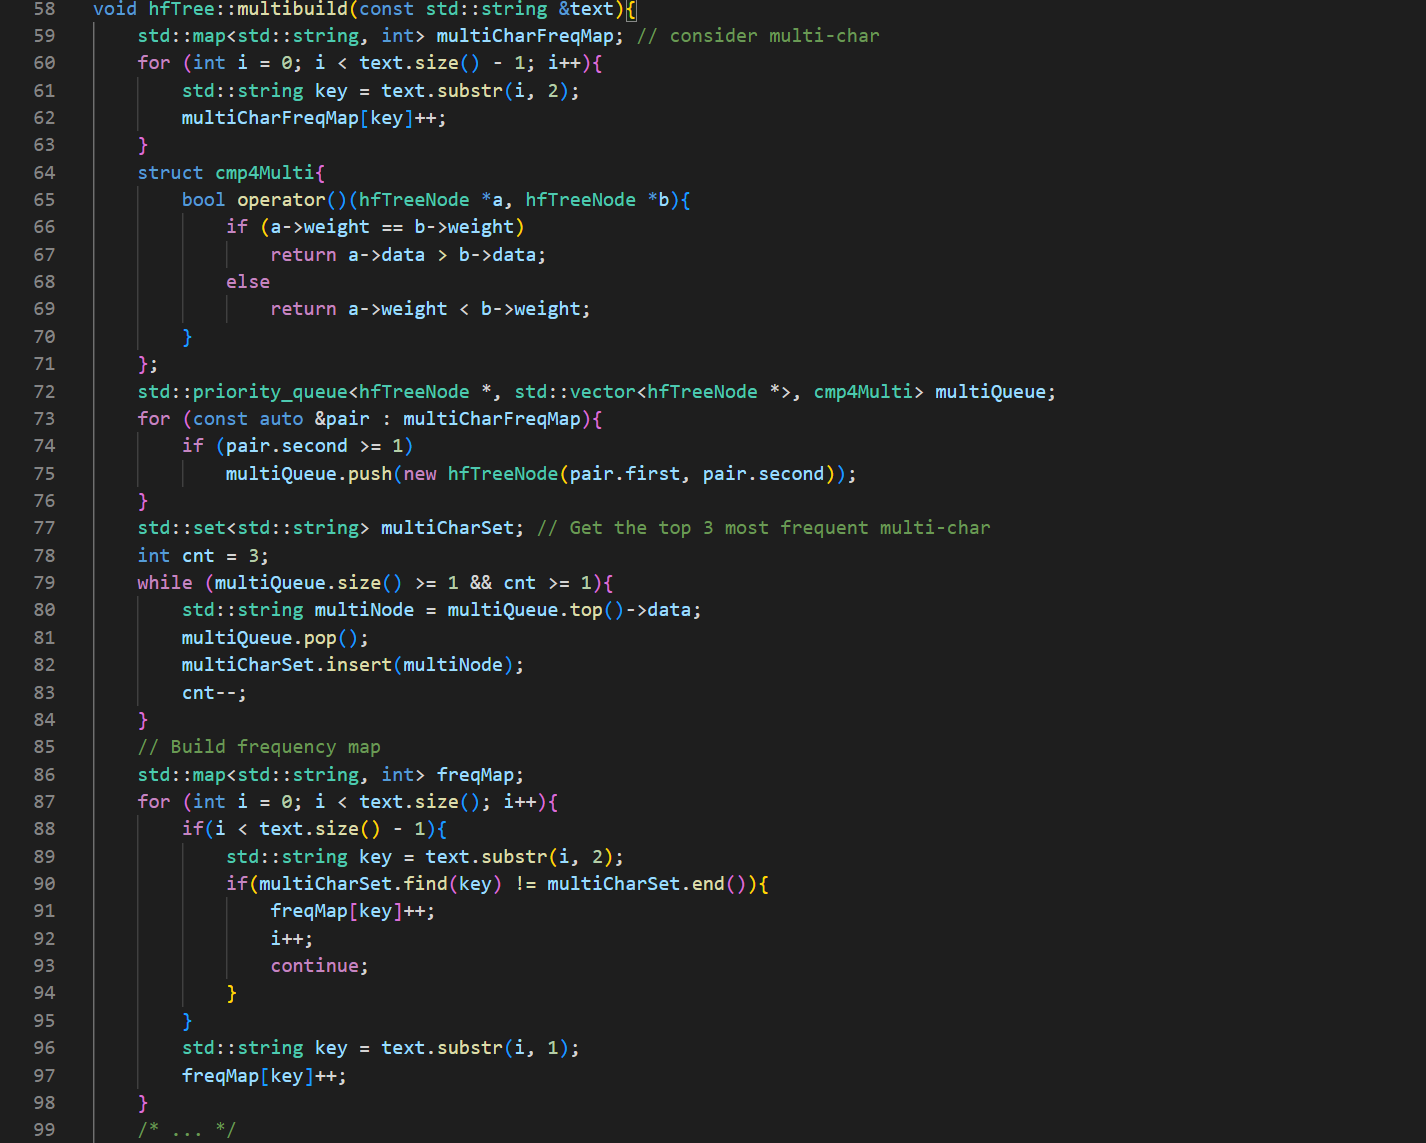 58 void hfTree::multibuild(const std::string &text){
59 std::map<std::string, int> multiCharFreqMap; // consider multi-char
60 for (int i = 0; i < text.size() - 1; i++){
61 std::string key = text.substr(i, 2);
62 multiCharFreqMap[key]++;
63 }
64 struct cmp4Multi{
65 bool operator()(hfTreeNode *a, hfTreeNode *b){
66 if (a->weight == b->weight)
67 return a->data > b->data;
68 else
69 return a->weight < b->weight;
70 }
71 };
72 std::priority_queue<hfTreeNode *, std::vector<hfTreeNode *>, cmp4Multi> multiQueue;
73 for (const auto &pair : multiCharFreqMap){
74 if (pair.second >= 1)
75 multiQueue.push(new hfTreeNode(pair.first, pair.second));
76 }
77 std::set<std::string> multiCharSet; // Get the top 3 most frequent multi-char
78 int cnt = 3;
79 while (multiQueue.size() >= 1 && cnt >= 1){
80 std::string multiNode = multiQueue.top()->data;
81 multiQueue.pop();
82 multiCharSet.insert(multiNode);
83 cnt--;
84 }
85 // Build frequency map
86 std::map<std::string, int> freqMap;
87 for (int i = 0; i < text.size(); i++){
88 if(i < text.size() - 1){
89 std::string key = text.substr(i, 2);
90 if(multiCharSet.find(key) != multiCharSet.end()){
91 freqMap[key]++;
92 i++;
93 continue;
94 }
95 }
96 std::string key = text.substr(i, 1);
97 freqMap[key]++;
98 }
99 /* ... */